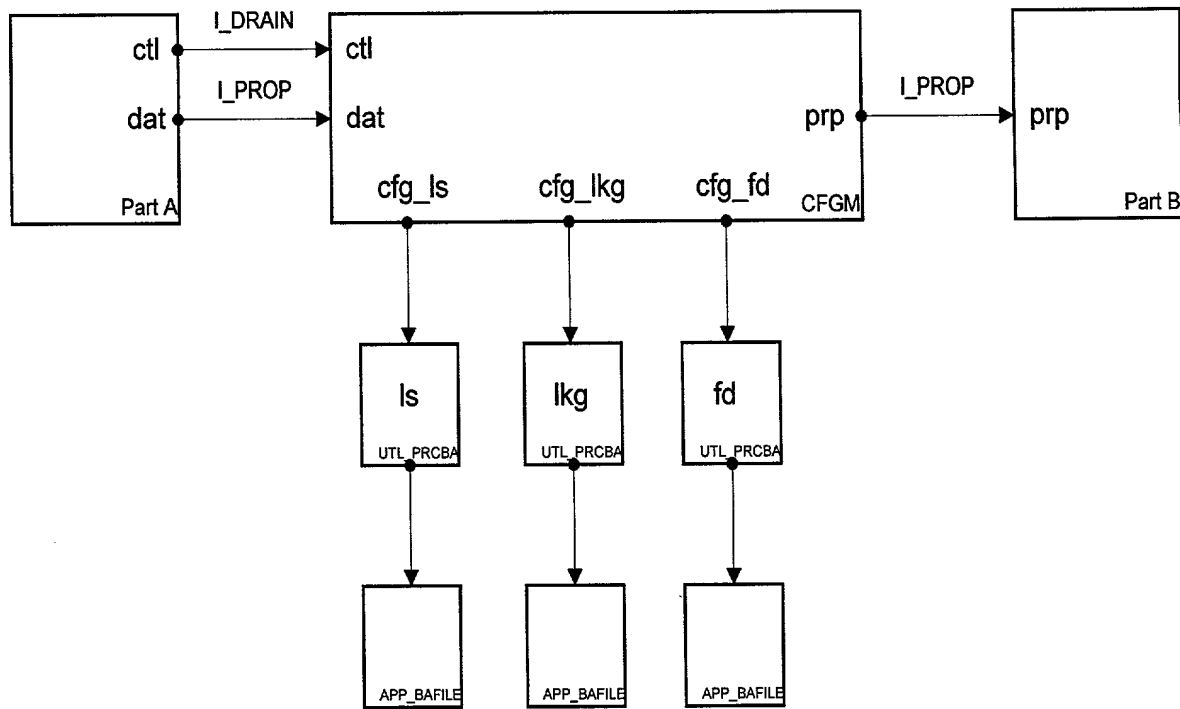 I_DRAIN
ctl
ctl
I_PROP
I_PROP
dat
dat
prp
prp
cfg_ls
cfg_lkg
cfg_fd
Part A
CFGM
Part B
ls
lkg
fd
UTL_PRCBA
UTL_PRCBA
UTL_PRCBA
APP_BAFILE
APP_BAFILE
APP_BAFILE